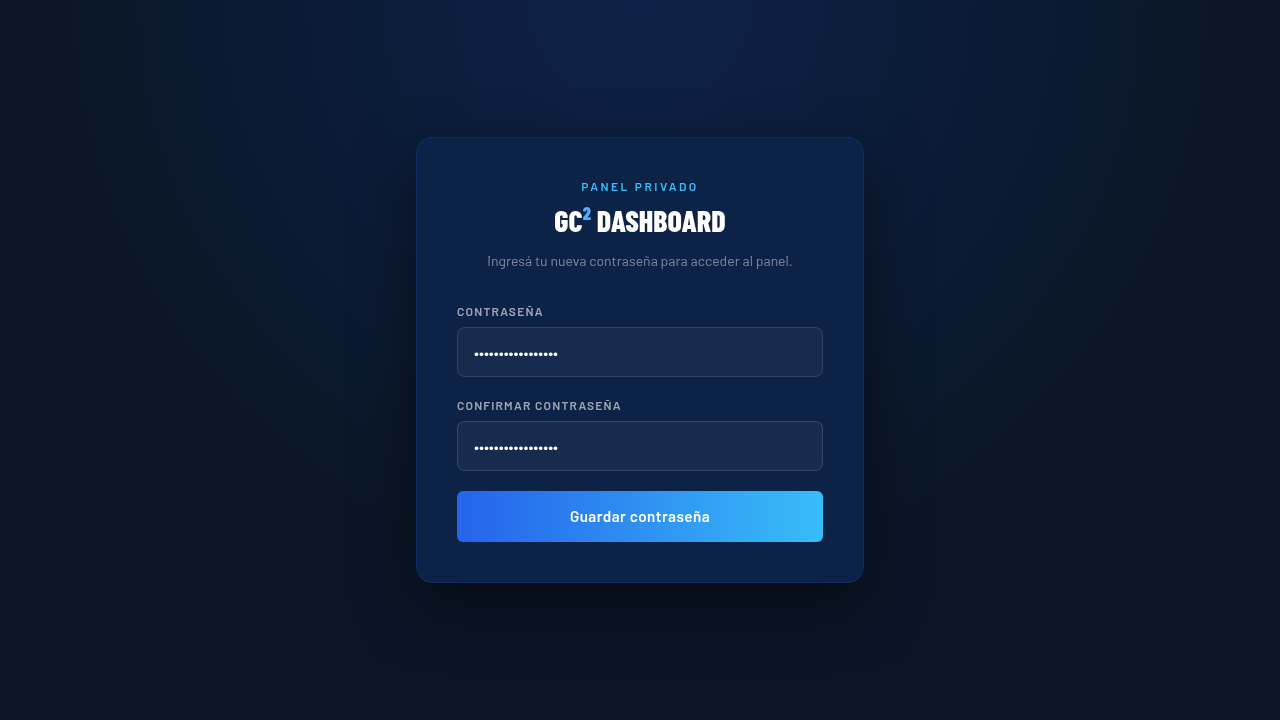 PANEL PRIVADO
GC² DASHBOARD
Ingresá tu nueva contraseña para acceder al panel.
CONTRASEÑA
•••••••••••••••••
CONFIRMAR CONTRASEÑA
•••••••••••••••••
Guardar contraseña